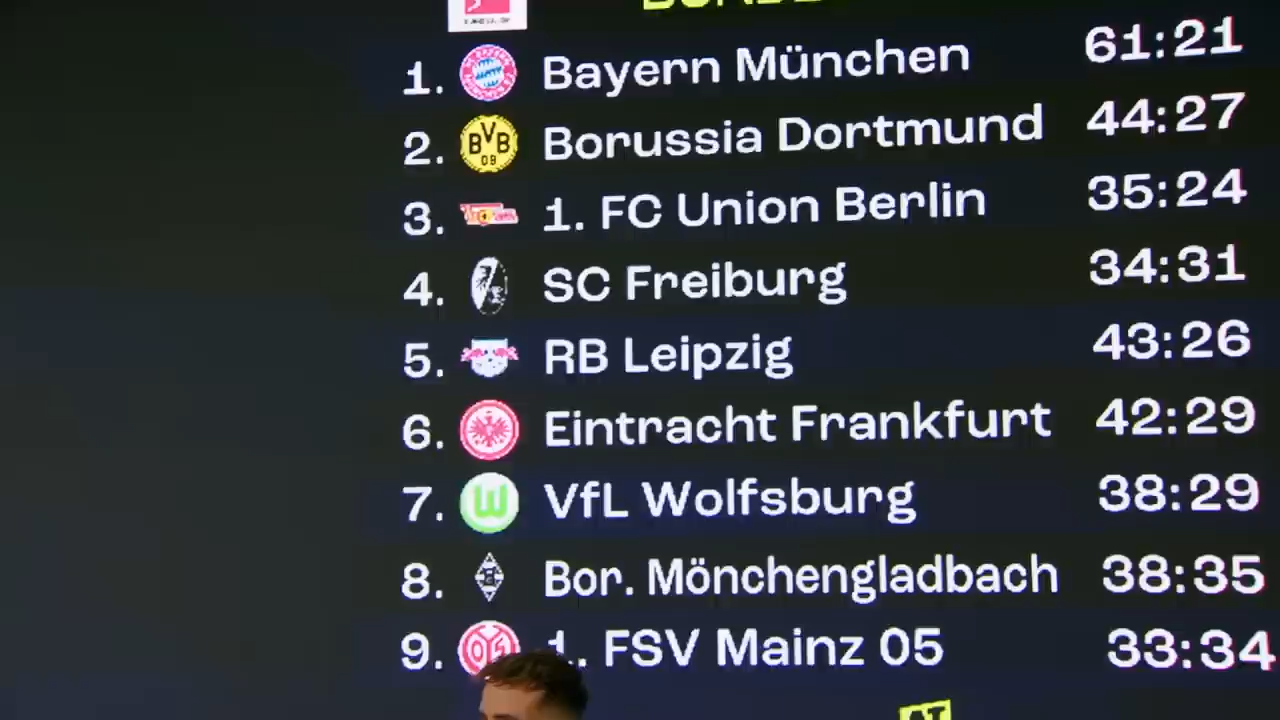 1. Bayern München 61:21
2. BVB 09 Borussia Dortmund 44:27
3. 1. FC Union Berlin 35:24
4. SC Freiburg 34:31
5. RB Leipzig 43:26
6. Eintracht Frankfurt 42:29
7. W VfL Wolfsburg 38:29
8. Bor. Mönchengladbach 38:35
9. 1. FSV Mainz 05 33:34